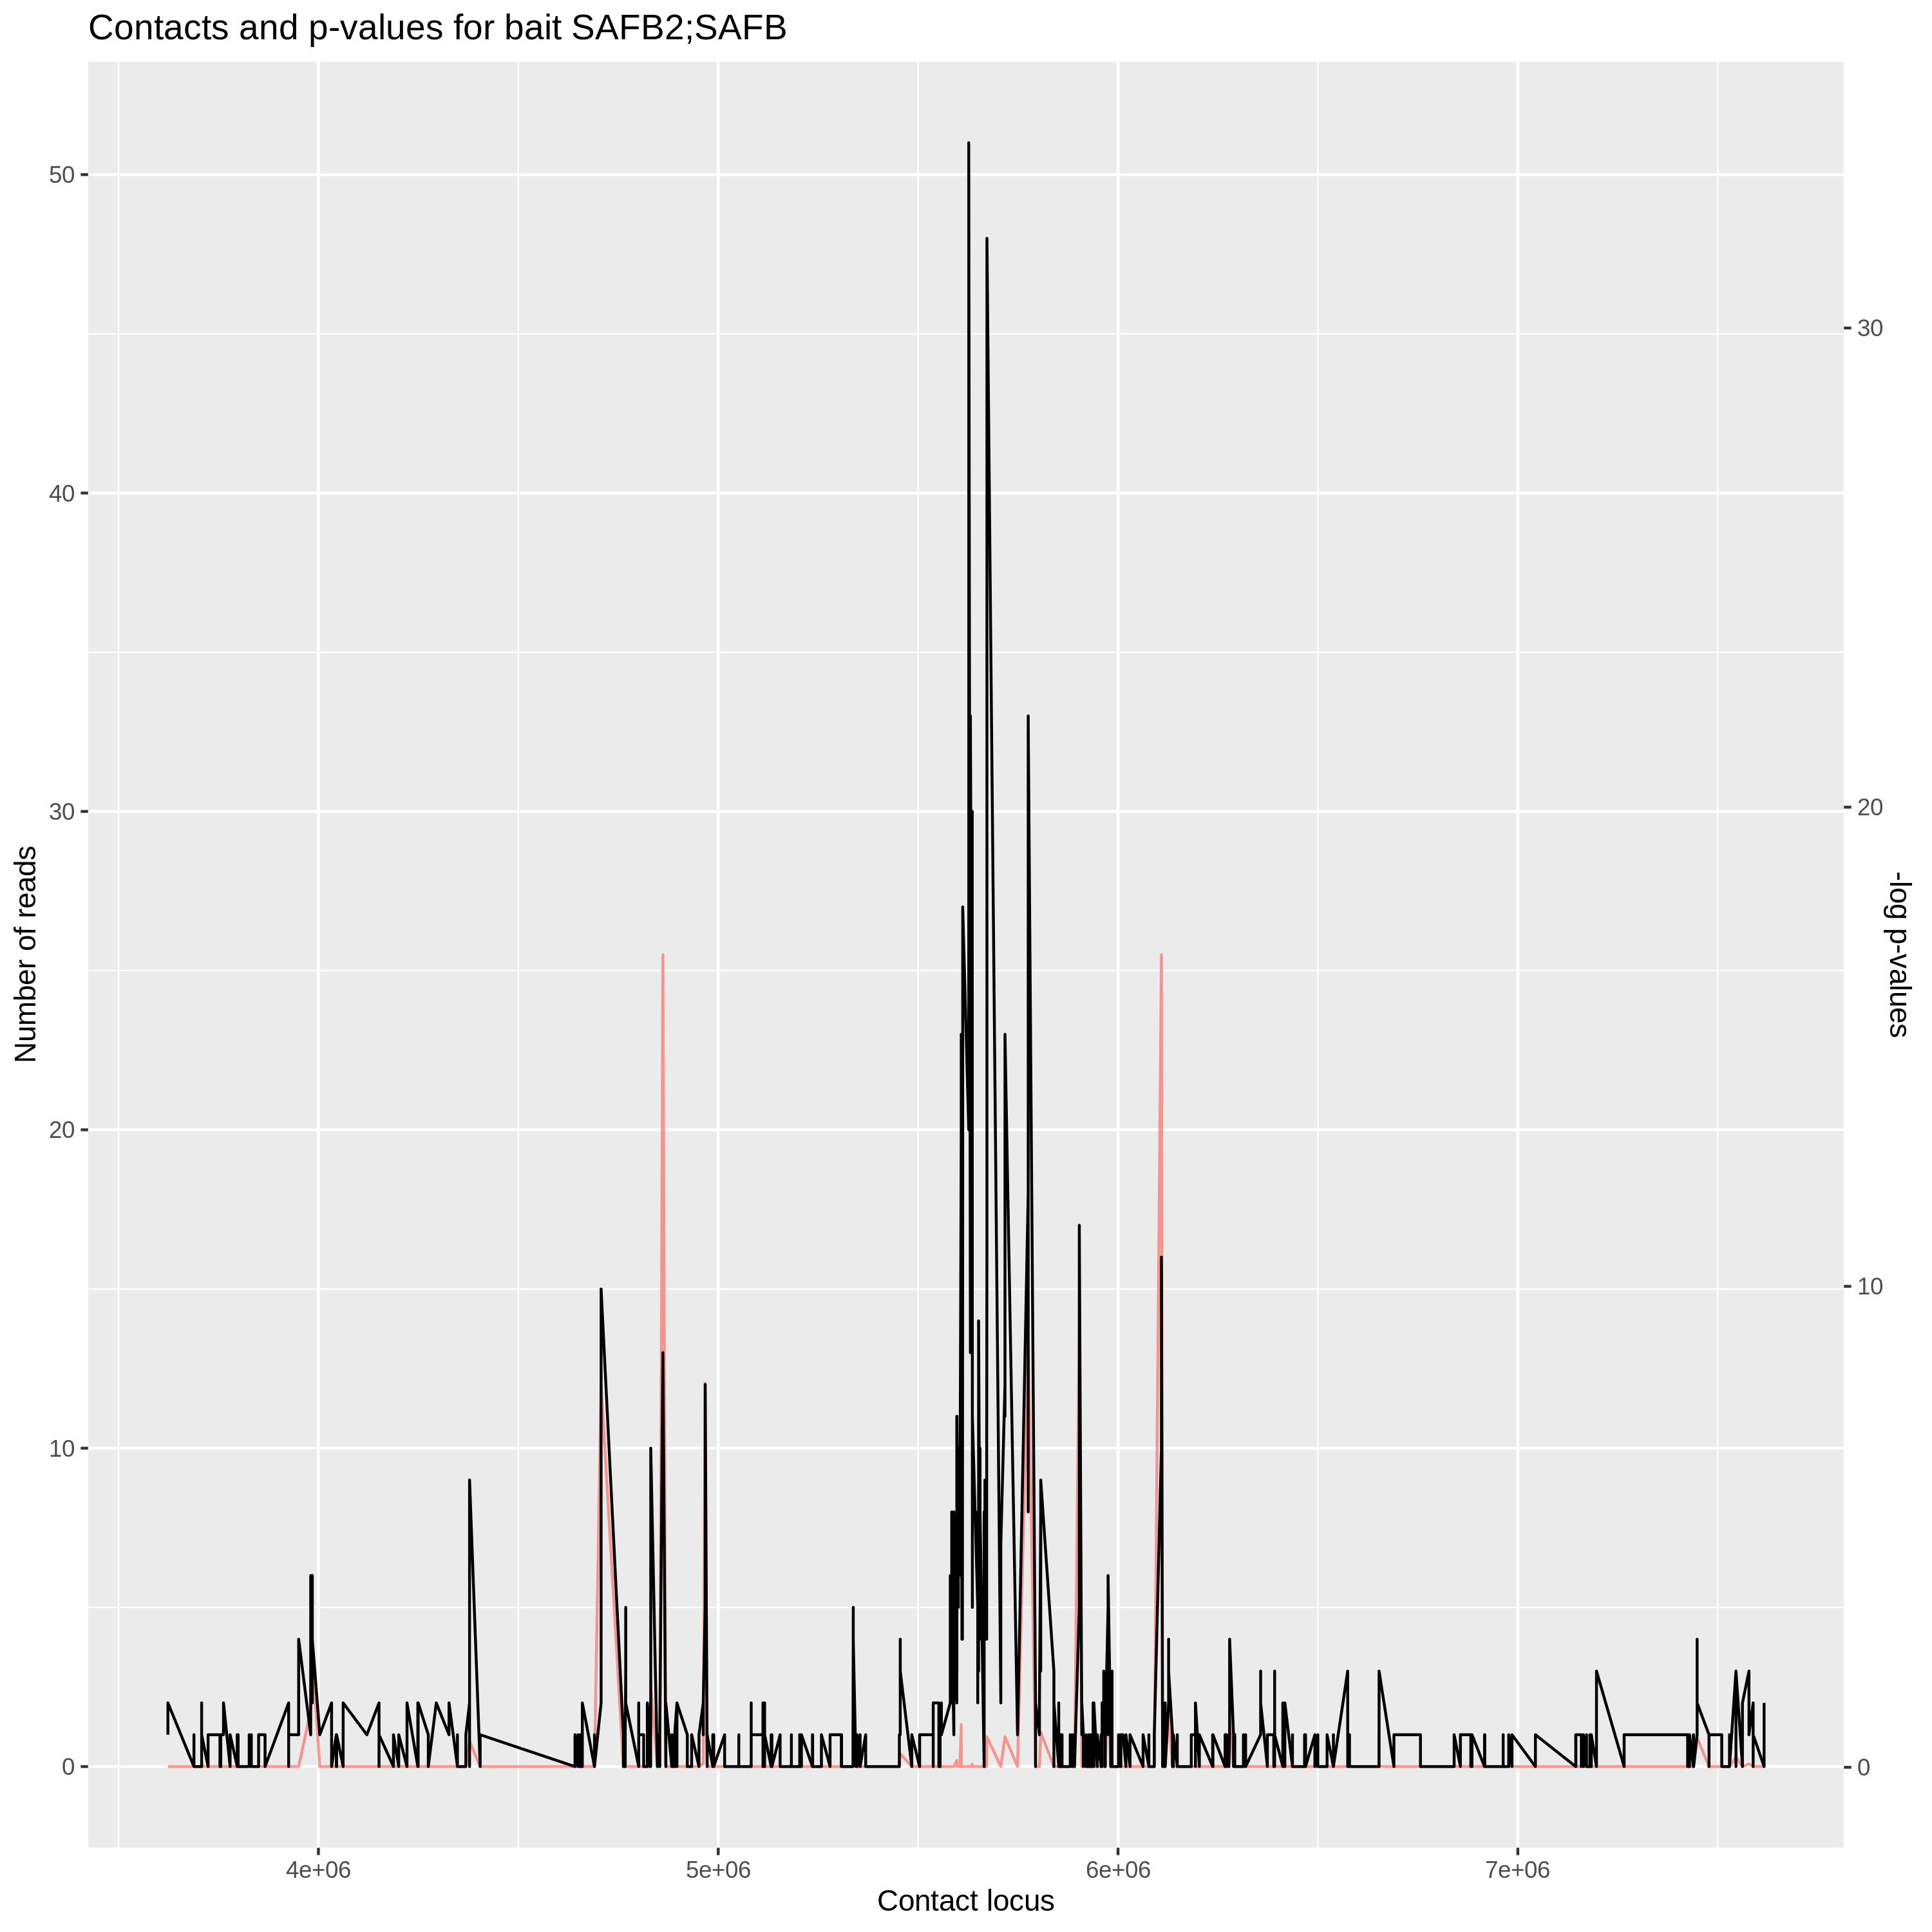 Contacts and p-values for bait SAFB2;SAFB
50
40
30
20
10
0
Number of reads
30
20
10
0
-log p-values
4e+06
5e+06
6e+06
7e+06
Contact locus